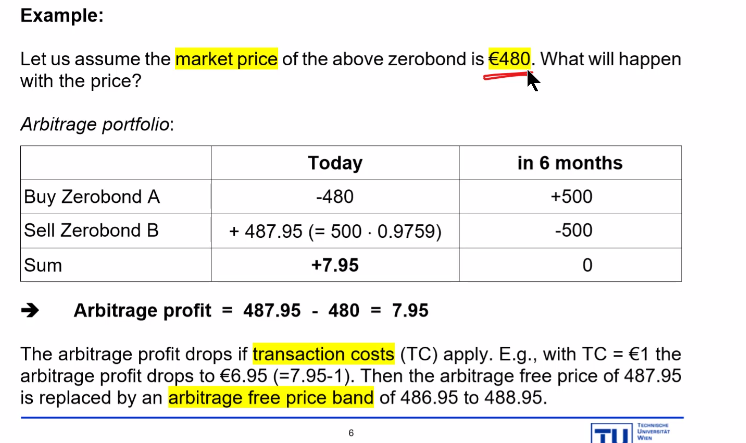 Example:
Let us assume the market price of the above zerobond is €480. What will happen
with the price?
Arbitrage portfolio:
Today in 6 months
Buy Zerobond A -480 +500
Sell Zerobond B + 487.95 (= 500 · 0.9759) -500
Sum +7.95 0
➔ Arbitrage profit = 487.95 - 480 = 7.95
The arbitrage profit drops if transaction costs (TC) apply. E.g., with TC = €1 the
arbitrage profit drops to €6.95 (=7.95-1). Then the arbitrage free price of 487.95
is replaced by an arbitrage free price band of 486.95 to 488.95.
6
TU
TECHNISCHE
UNIVERSITÄT
WIEN